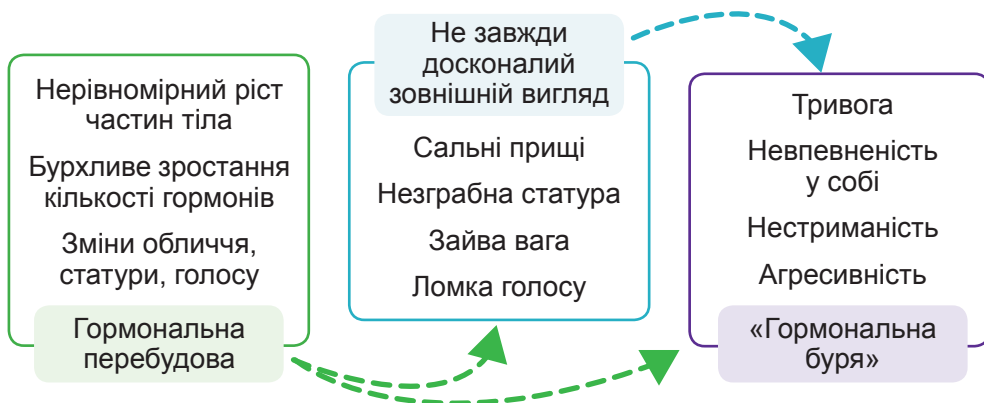 Нерівномірний ріст
частин тіла
Бурхливе зростання
кількості гормонів
Зміни обличчя,
статури, голосу
Гормональна
перебудова
Не завжди
досконалий
зовнішній вигляд
Сальні прищі
Незграбна статура
Зайва вага
Ломка голосу
Тривога
Невпевненість
у собі
Нестриманість
Агресивність
«Гормональна
буря»